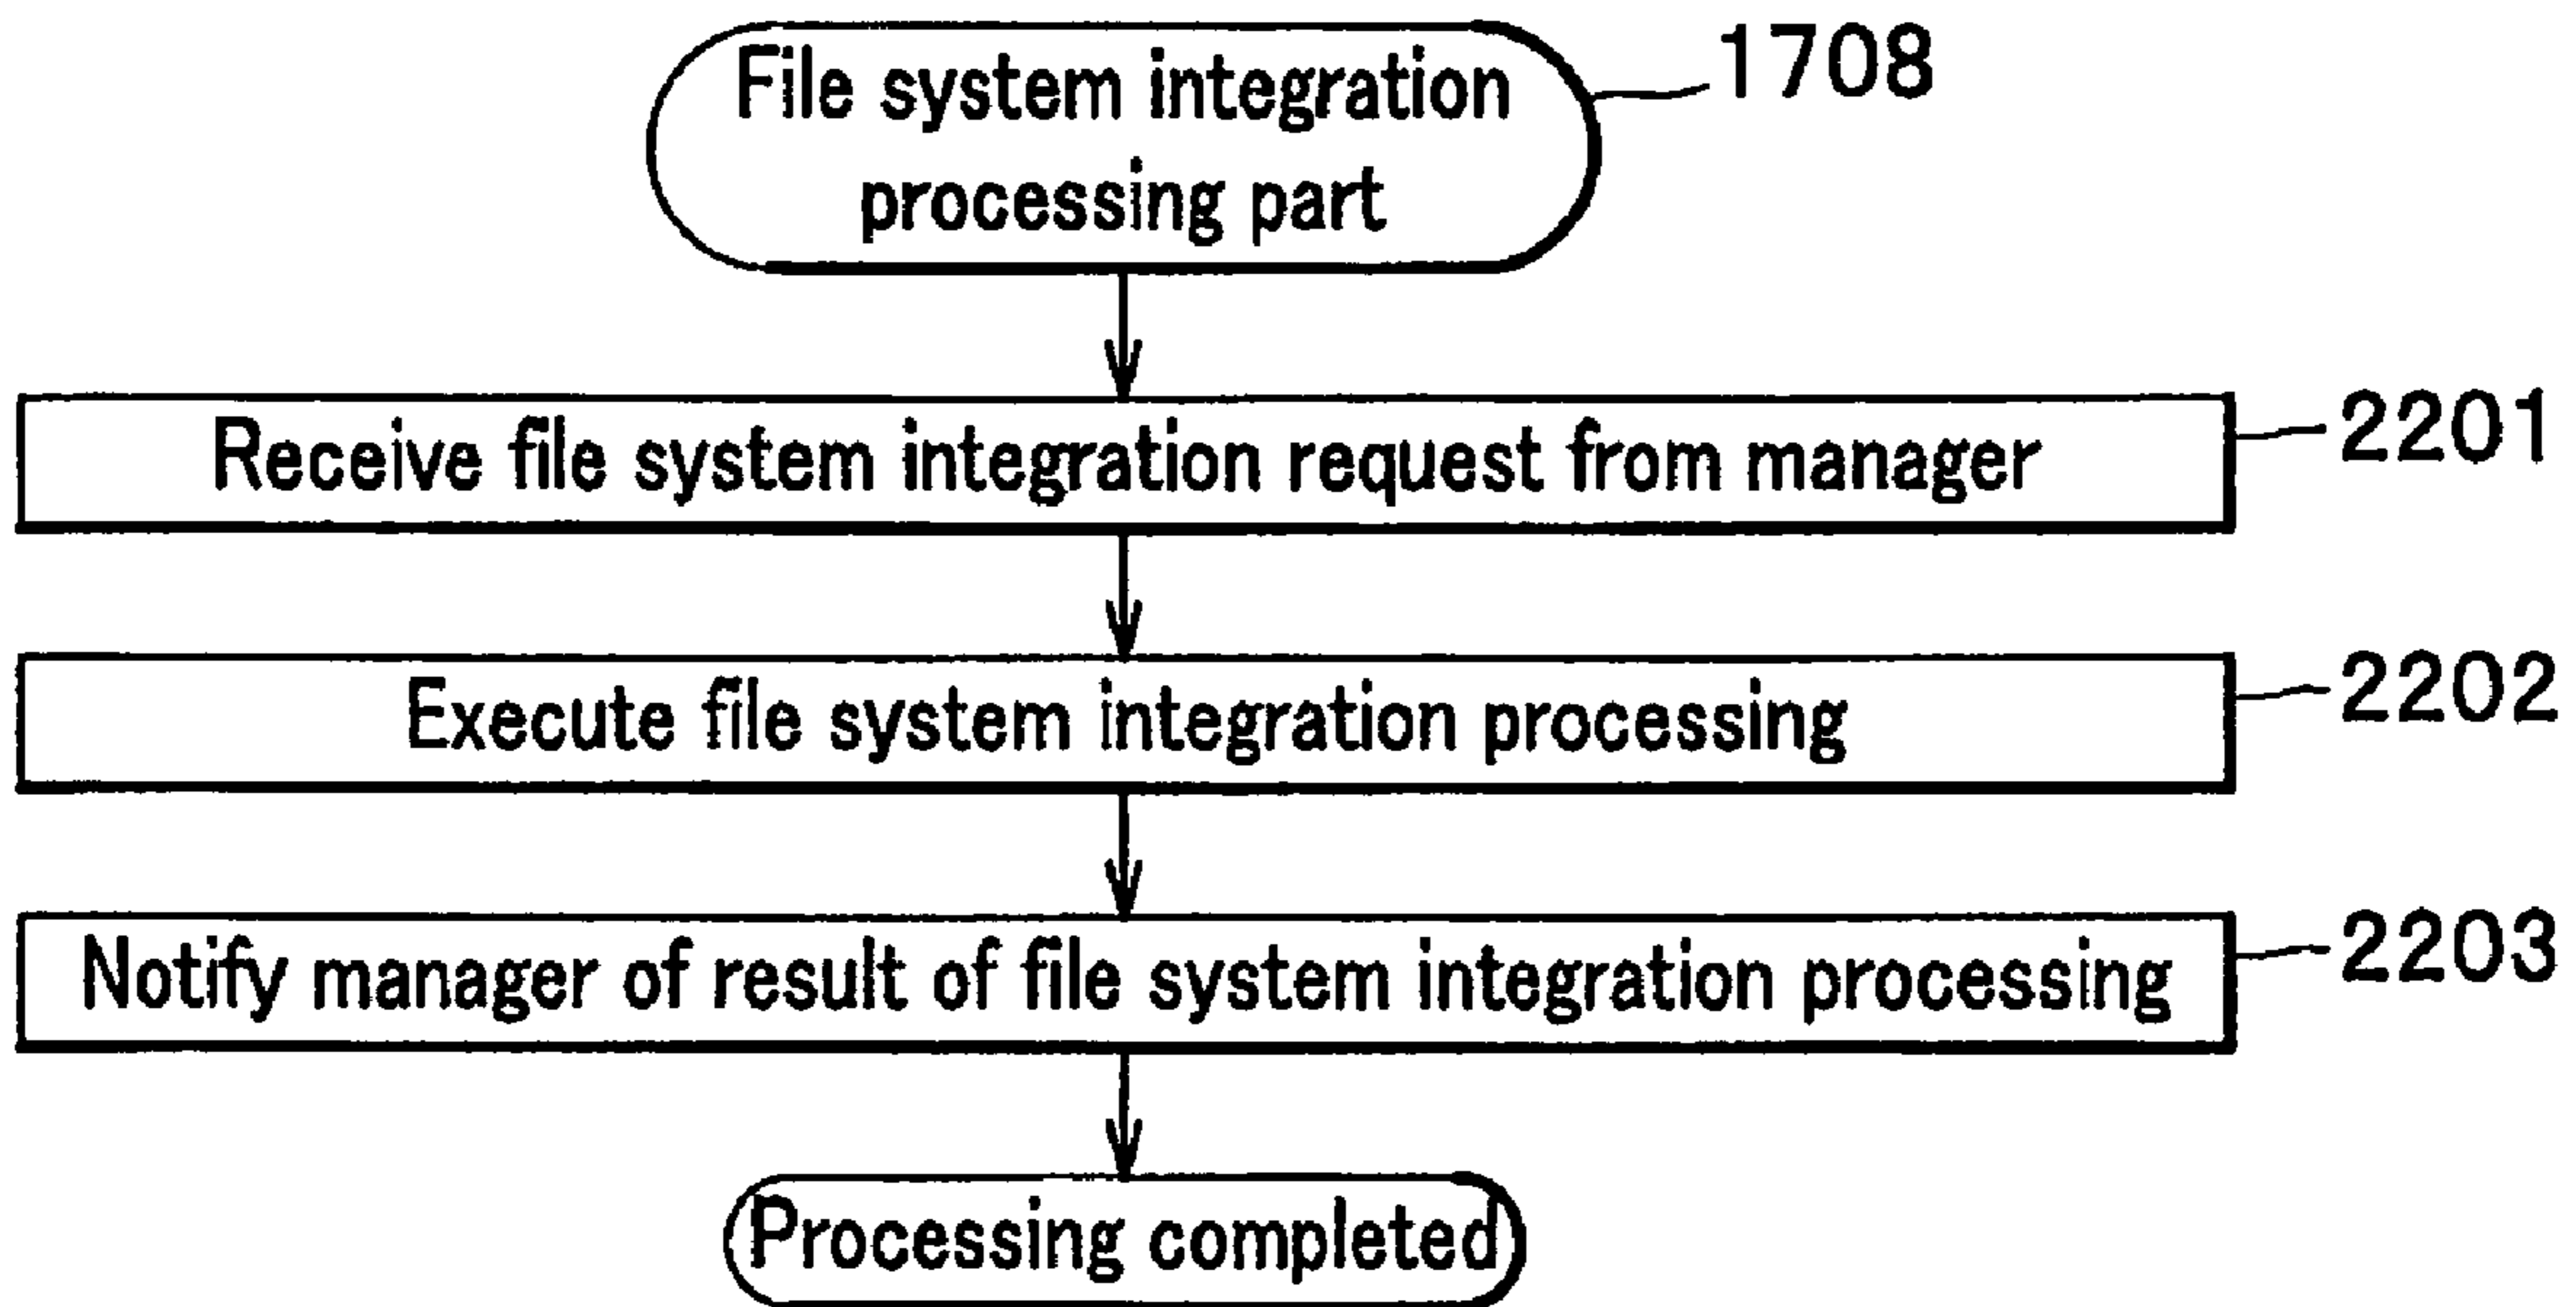 File system integration
processing part
1708
Receive file system integration request from manager
2201
Execute file system integration processing
2202
Notify manager of result of file system integration processing
2203
Processing completed